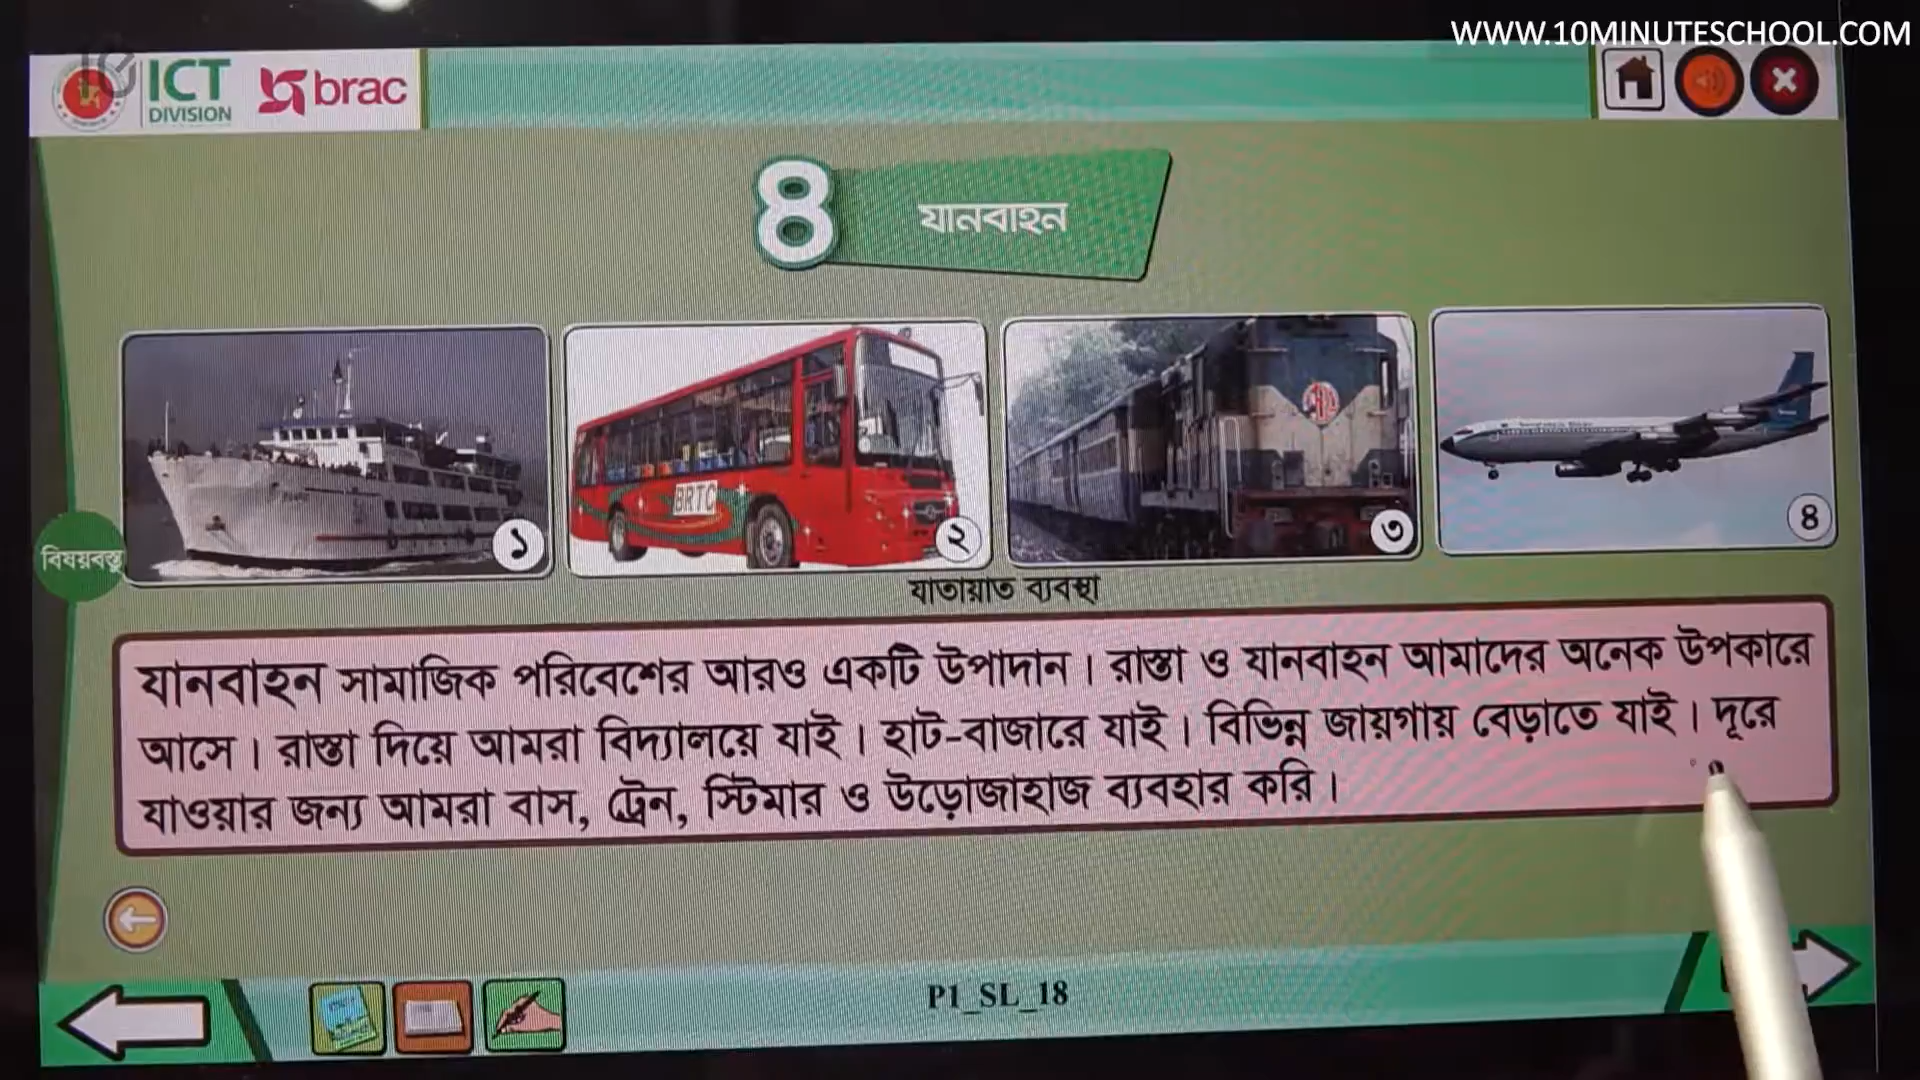 WWW.10MINUTESCHOOL.COM
ICT
DIVISION
brac
৪
যানবাহন
১
BRTC
২
৩
৪
বিষয়বস্তু
যাতায়াত ব্যবস্থা
যানবাহন সামাজিক পরিবেশের আরও একটি উপাদান। রাস্তা ও যানবাহন আমাদের অনেক উপকারে
আসে। রাস্তা দিয়ে আমরা বিদ্যালয়ে যাই। হাট-বাজারে যাই। বিভিন্ন জায়গায় বেড়াতে যাই। দূরে
যাওয়ার জন্য আমরা বাস, ট্রেন, স্টিমার ও উড়োজাহাজ ব্যবহার করি।
P1_SL_18